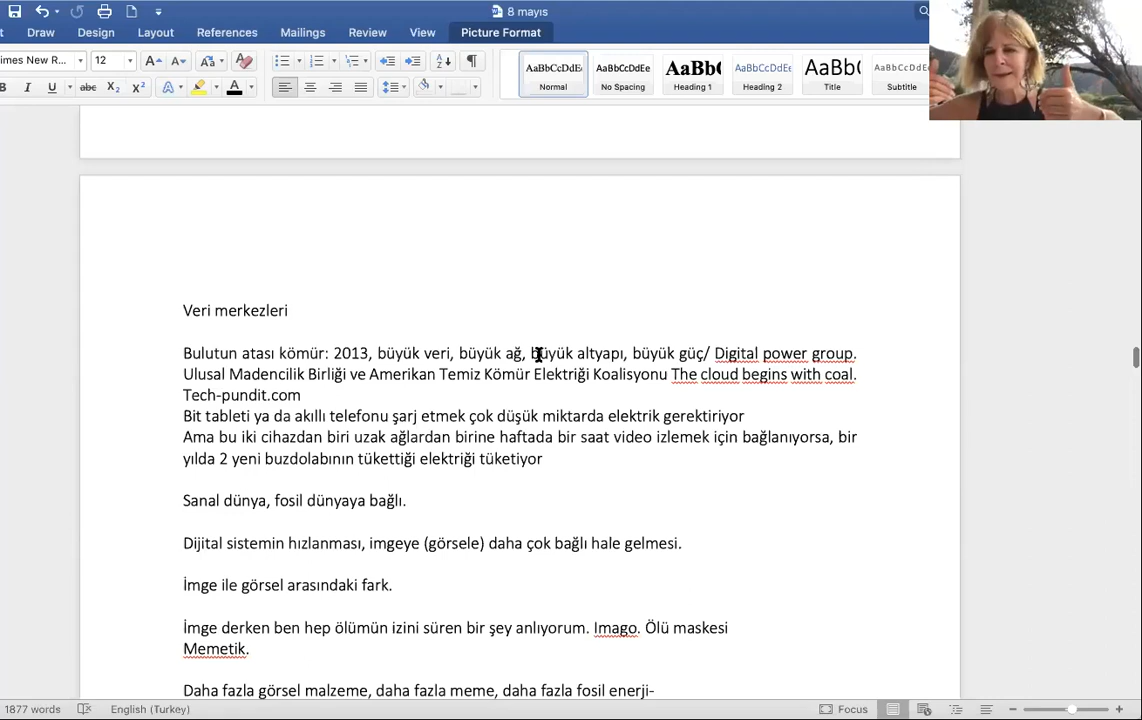 8 mayıs
Draw Design Layout References Mailings Review View Picture Format
imes New R... 12
AaBbCcDdEe AaBbCcDdEe AaBbC AaBbCcDdEe AaBbC AaBbCcDdEe
Normal No Spacing Heading 1 Heading 2 Title Subtitle
Veri merkezleri
Bulutun atası kömür: 2013, büyük veri, büyük ağ, büyük altyapı, büyük güç/ Digital power group.
Ulusal Madencilik Birliği ve Amerikan Temiz Kömür Elektriği Koalisyonu The cloud begins with coal.
Tech-pundit.com
Bit tableti ya da akıllı telefonu şarj etmek çok düşük miktarda elektrik gerektiriyor
Ama bu iki cihazdan biri uzak ağlardan birine haftada bir saat video izlemek için bağlanıyorsa, bir
yılda 2 yeni buzdolabının tükettiği elektriği tüketiyor
Sanal dünya, fosil dünyaya bağlı.
Dijital sistemin hızlanması, imgeye (görsele) daha çok bağlı hale gelmesi.
İmge ile görsel arasındaki fark.
İmge derken ben hep ölümün izini süren bir şey anlıyorum. Imago. Ölü maskesi
Memetik.
Daha fazla görsel malzeme, daha fazla meme, daha fazla fosil enerji-
1877 words English (Turkey) Focus